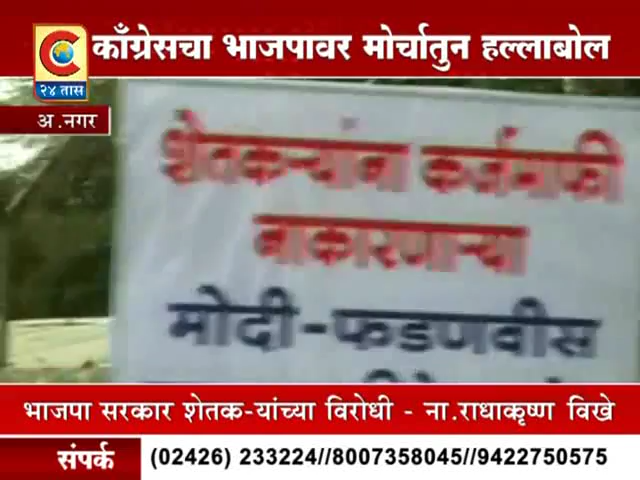 C
२४ तास
काँग्रेसचा भाजपावर मोर्चातुन हल्लाबोल
अ.नगर
शेतकऱ्यांना कर्जमाफी
नाकारणाऱ्या
मोदी-फडणवीस
भाजपा सरकार शेतक-यांच्या विरोधी - ना.राधाकृष्ण विखे
संपर्क (02426) 233224//8007358045//9422750575